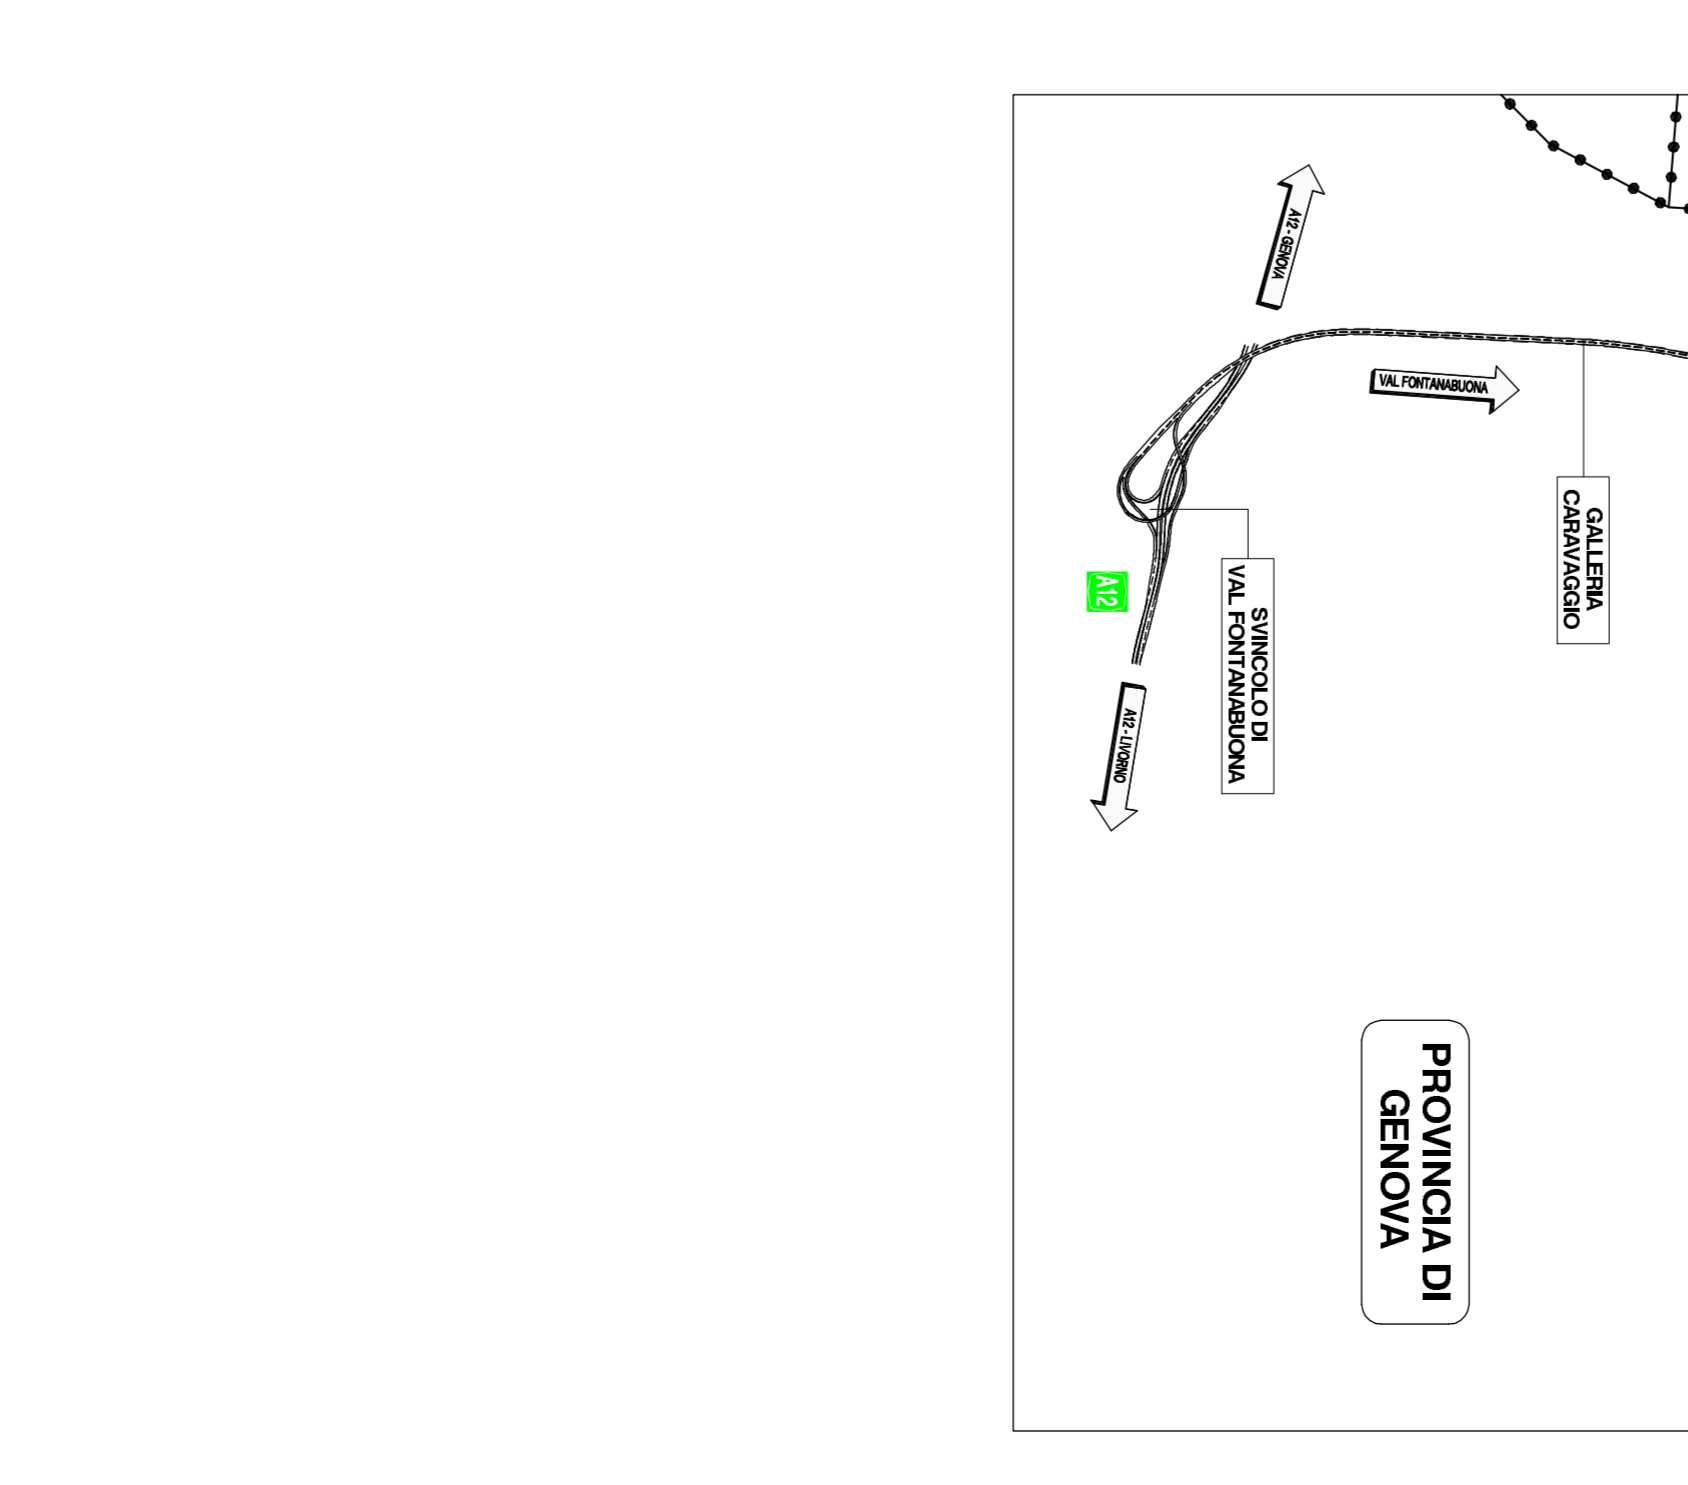 A12 - GENOVA
VAL FONTANABUONA
GALLERIA
CARAVAGGIO
SVINCOLO DI
VAL FONTANABUONA
A12
A12 - LIVORNO
PROVINCIA DI
GENOVA